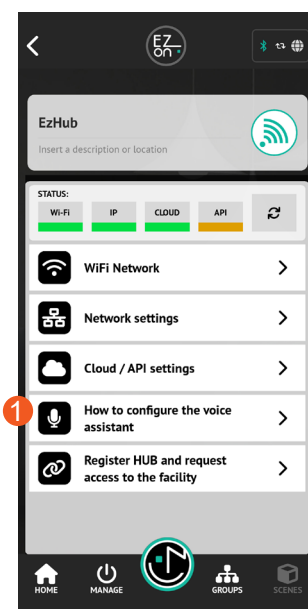 EZ
on
EzHub
Insert a description or location
STATUS:
Wi-Fi IP CLOUD API
WiFi Network
Network settings
Cloud / API settings
1
How to configure the voice
assistant
Register HUB and request
access to the facility
HOME MANAGE GROUPS SCENES